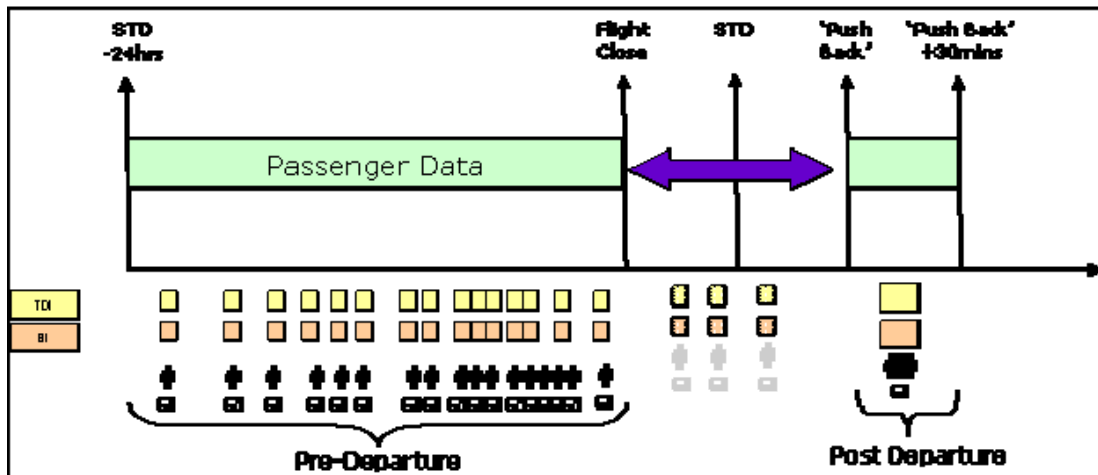 STD
-24hrs
Flight
Close
STD
'Push
Back'
'Push Back'
+30mins
Passenger Data
TDI
BI
Pre-Departure
Post Departure